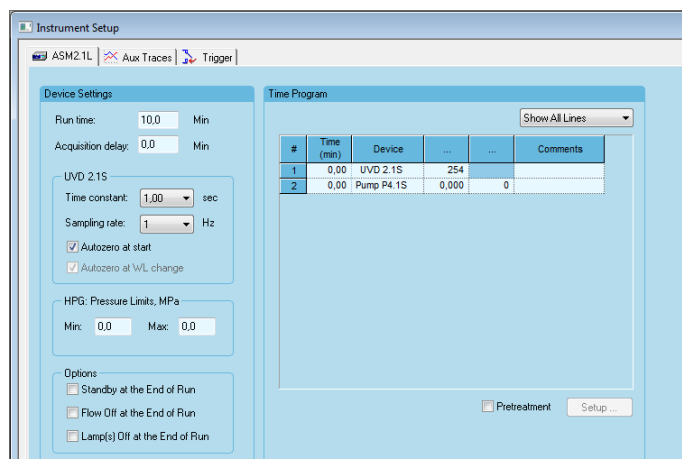 Instrument Setup
ASM2.1L Aux Traces Trigger
Device Settings
Run time: 10,0 Min
Acquisition delay: 0,0 Min
UVD 2.1S
Time constant: 1,00 sec
Sampling rate: 1 Hz
Autozero at start
Autozero at WL change
HPG: Pressure Limits, MPa
Min: 0,0 Max: 0,0
Options
Standby at the End of Run
Flow Off at the End of Run
Lamp(s) Off at the End of Run
Time Program
Show All Lines
# Time (min) Device ... ... Comments
1 0,00 UVD 2.1S 254
2 0,00 Pump P4.1S 0,000 0
Pretreatment Setup ...